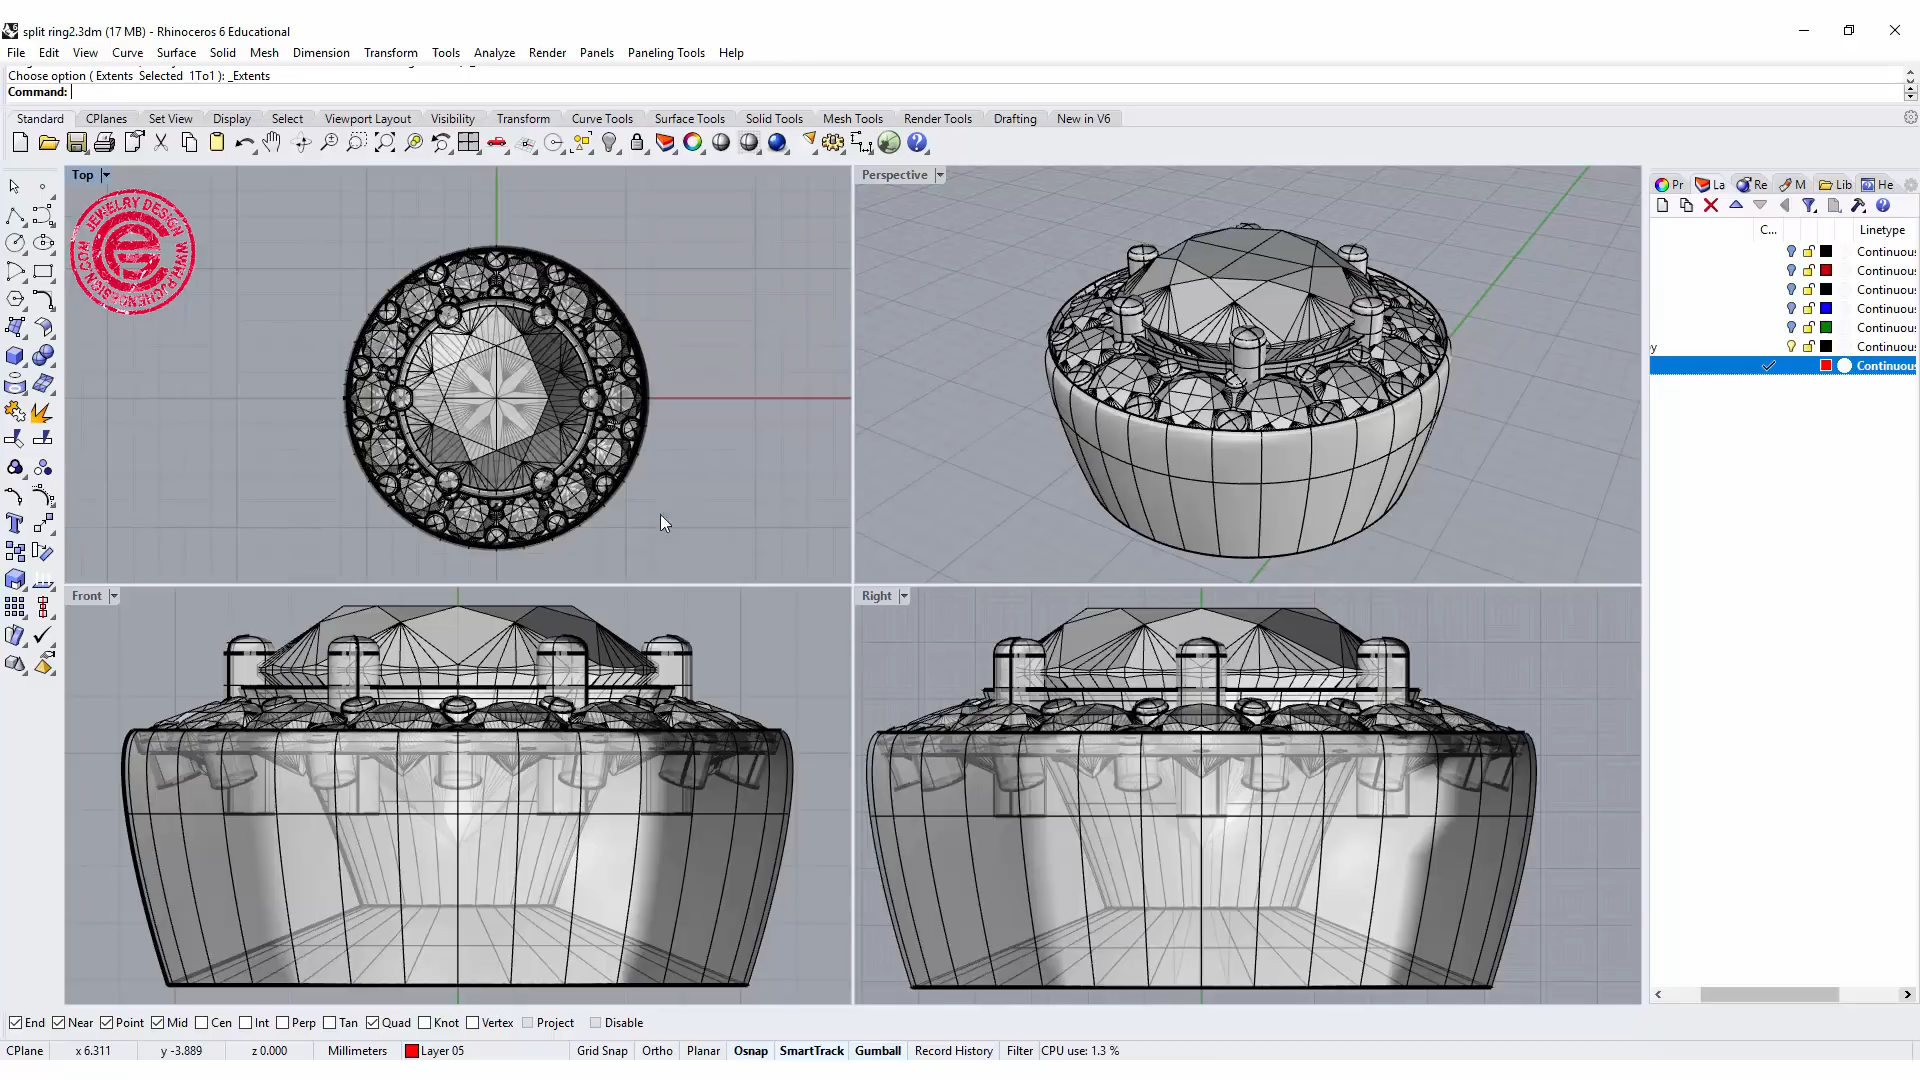 split ring2.3dm (17 MB) - Rhinoceros 6 Educational
File Edit View Curve Surface Solid Mesh Dimension Transform Tools Analyze Render Panels Paneling Tools Help
Choose option ( Extents Selected 1To1 ): _Extents
Command:
Standard CPlanes Set View Display Select Viewport Layout Visibility Transform Curve Tools Surface Tools Solid Tools Mesh Tools Render Tools Drafting New in V6
Top
Perspective
Pr La Re M Lib He
JEWELRY DESIGN
C... Linetype
Continuous
Continuous
Continuous
Continuous
Continuous
y Continuous
Continuous
Front
Right
End Near Point Mid Cen Int Perp Tan Quad Knot Vertex Project Disable
CPlane x 6.311 y -3.889 z 0.000 Millimeters Layer 05 Grid Snap Ortho Planar Osnap SmartTrack Gumball Record History Filter CPU use: 1.3 %